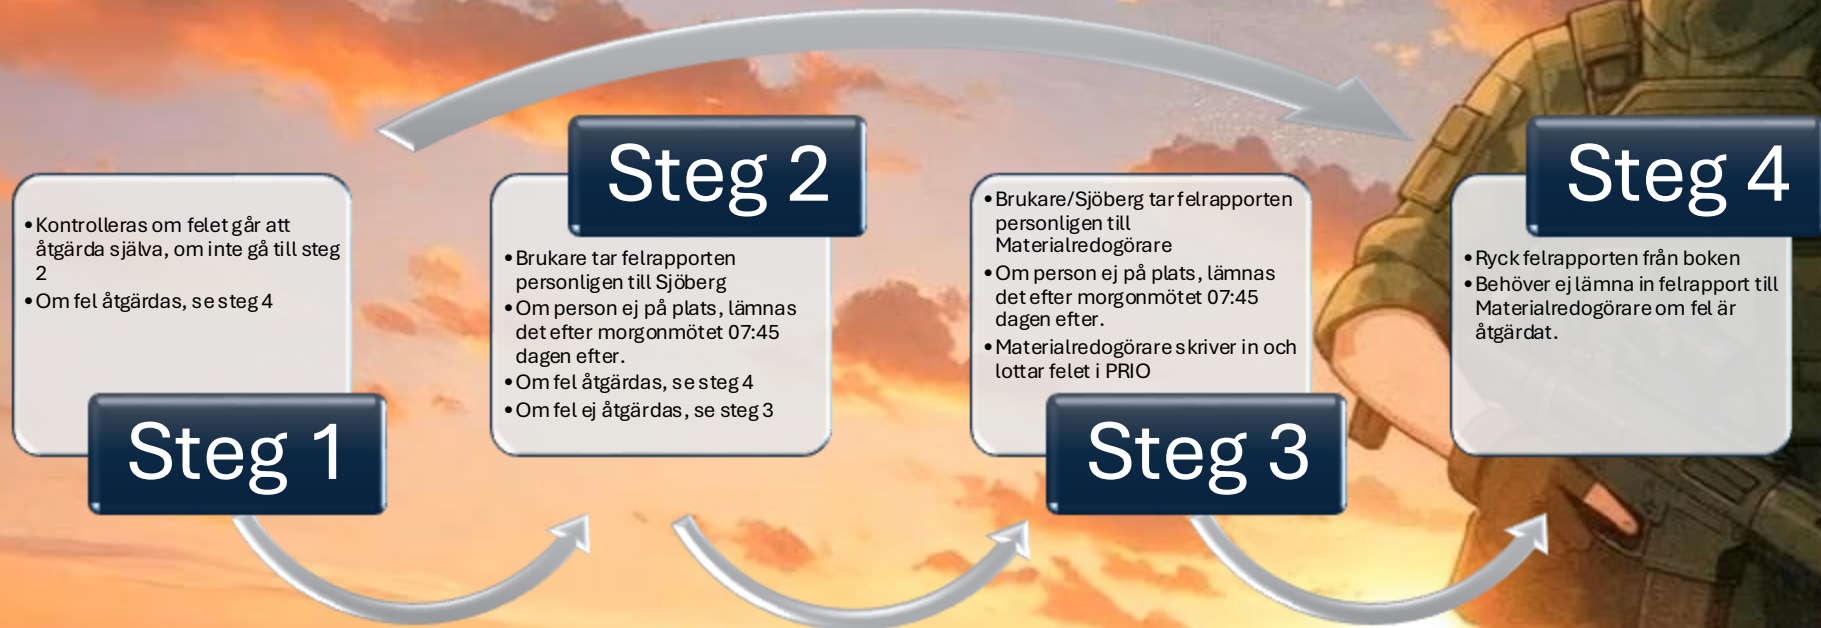 • Kontrolleras om felet går att
åtgärda själva, om inte gå till steg
2
• Om fel åtgärdas, se steg 4
Steg 1
Steg 2
• Brukare tar felrapporten
personligen till Sjöberg
• Om person ej på plats, lämnas
det efter morgonmötet 07:45
dagen efter.
• Om fel åtgärdas, se steg 4
• Om fel ej åtgärdas, se steg 3
• Brukare/Sjöberg tar felrapporten
personligen till
Materialredogörare
• Om person ej på plats, lämnas
det efter morgonmötet 07:45
dagen efter.
• Materialredogörare skriver in och
lottar felet i PRIO
Steg 3
Steg 4
• Ryck felrapporten från boken
• Behöver ej lämna in felrapport till
Materialredogörare om fel är
åtgärdat.